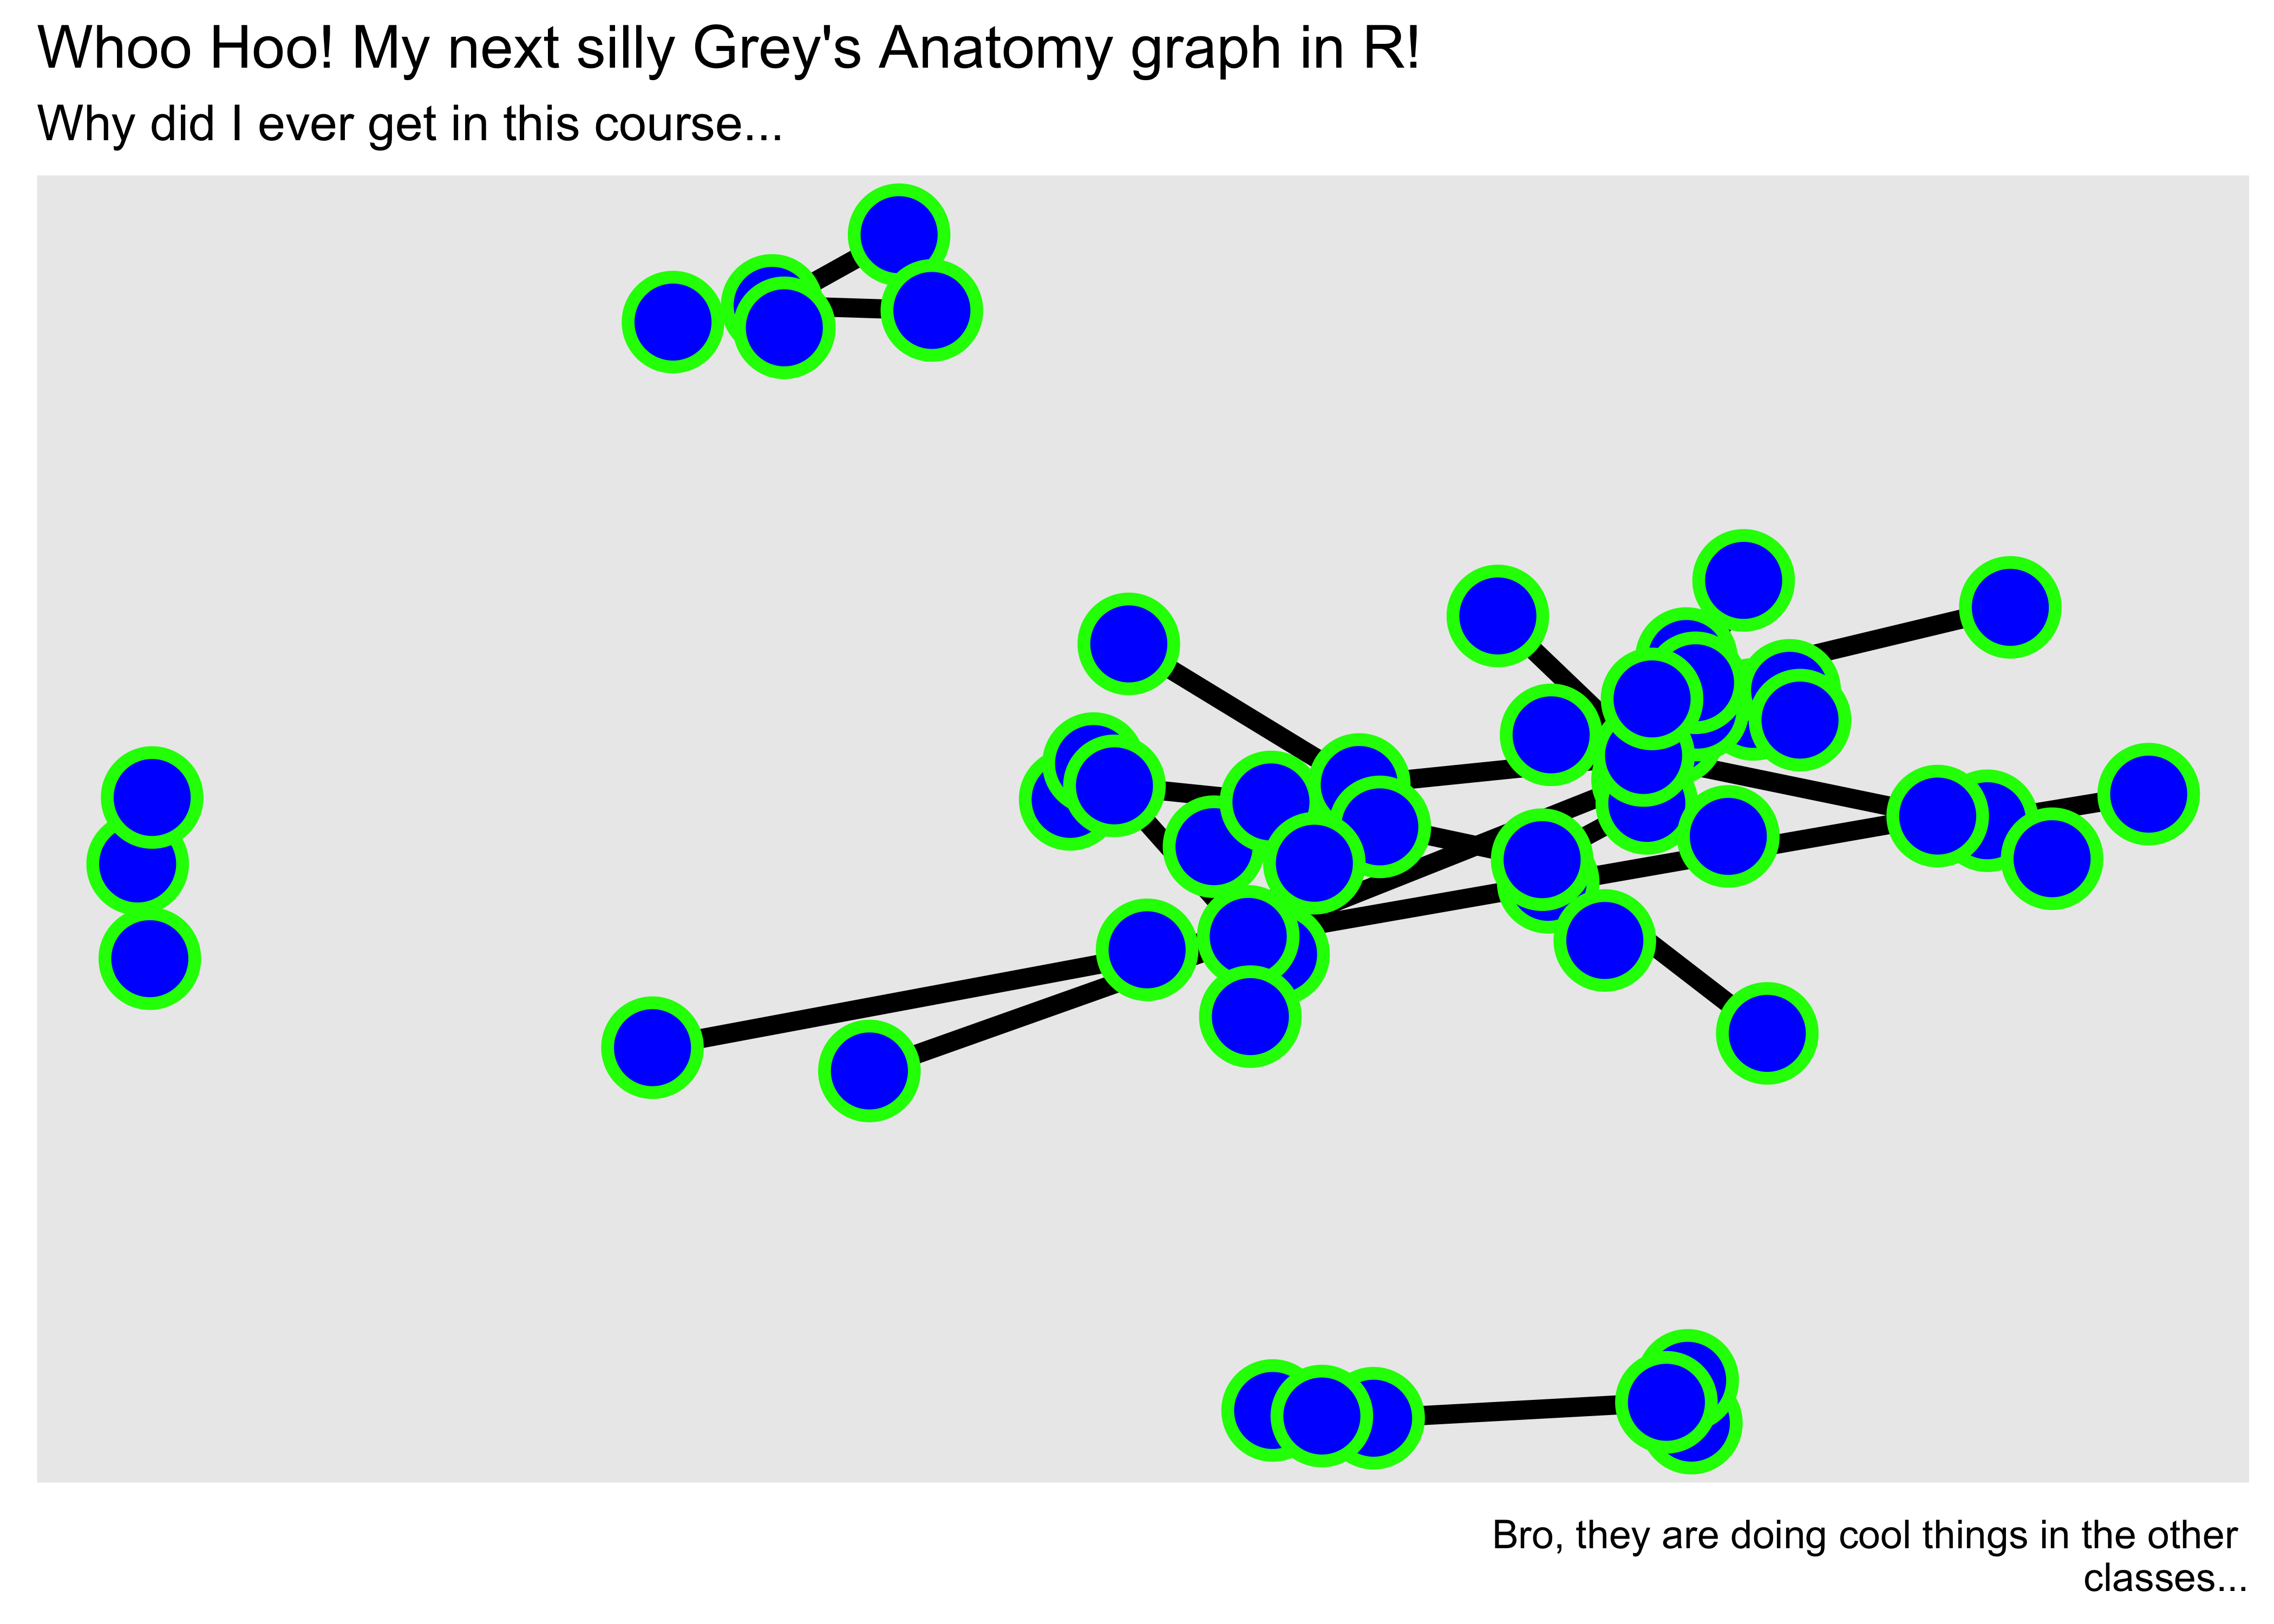 Whoo Hoo! My next silly Grey's Anatomy graph in R!
Why did I ever get in this course...
Bro, they are doing cool things in the other
classes...